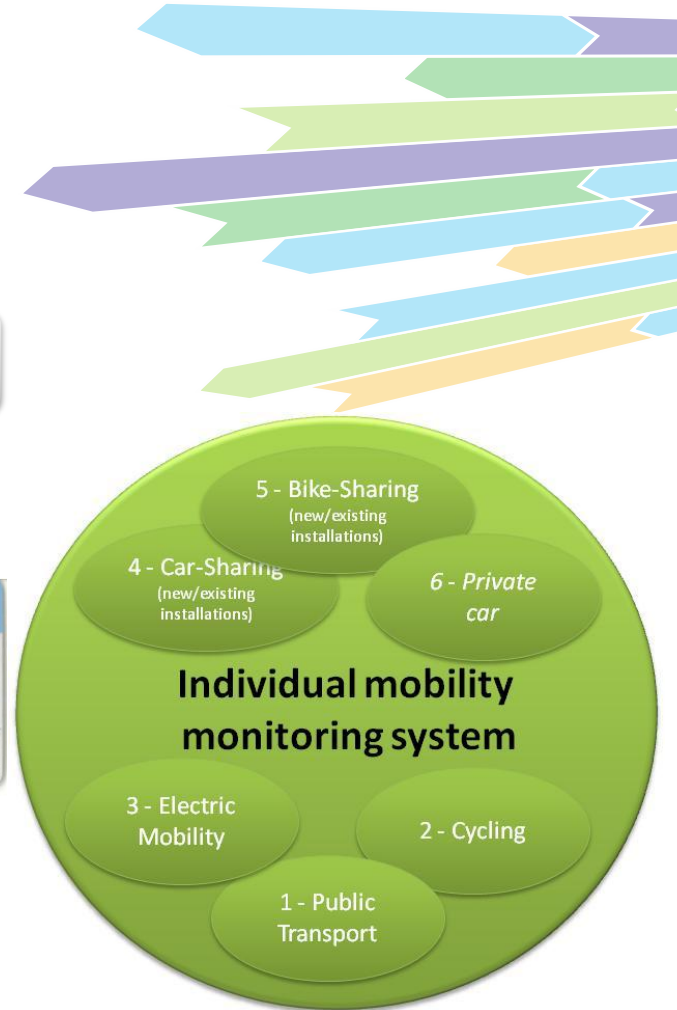 5 - Bike-Sharing
(new/existing
installations)
4 - Car-Sharing
(new/existing
installations)
6 - Private
car
Individual mobility
monitoring system
3 - Electric
Mobility
2 - Cycling
1 - Public
Transport